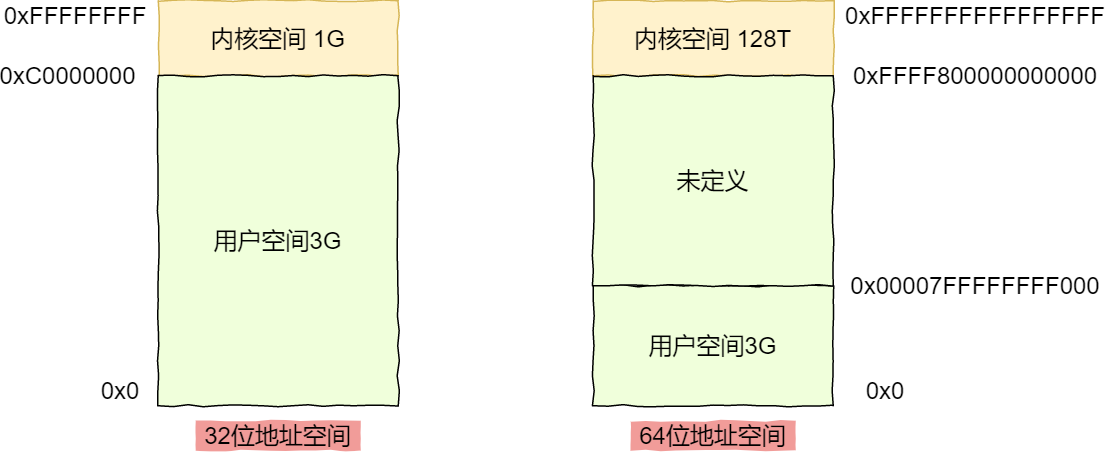 0xFFFFFFFF
内核空间 1G
0xC0000000
用户空间3G
0x0
32位地址空间
0xFFFFFFFFFFFFFFFF
内核空间 128T
0xFFFF800000000000
未定义
0x00007FFFFFFFF000
用户空间3G
0x0
64位地址空间